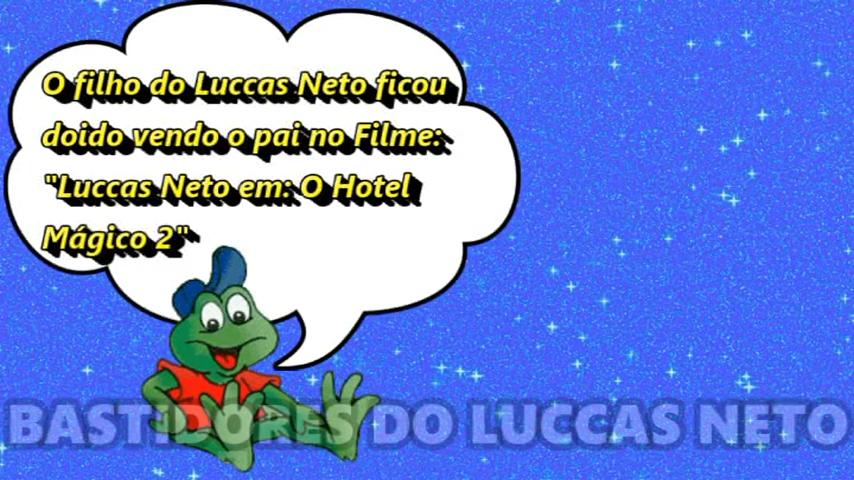 O filho do Luccas Neto ficou
doido vendo o pai no Filme:
"Luccas Neto em: O Hotel
Mágico 2"
BASTIDORES DO LUCCAS NETO